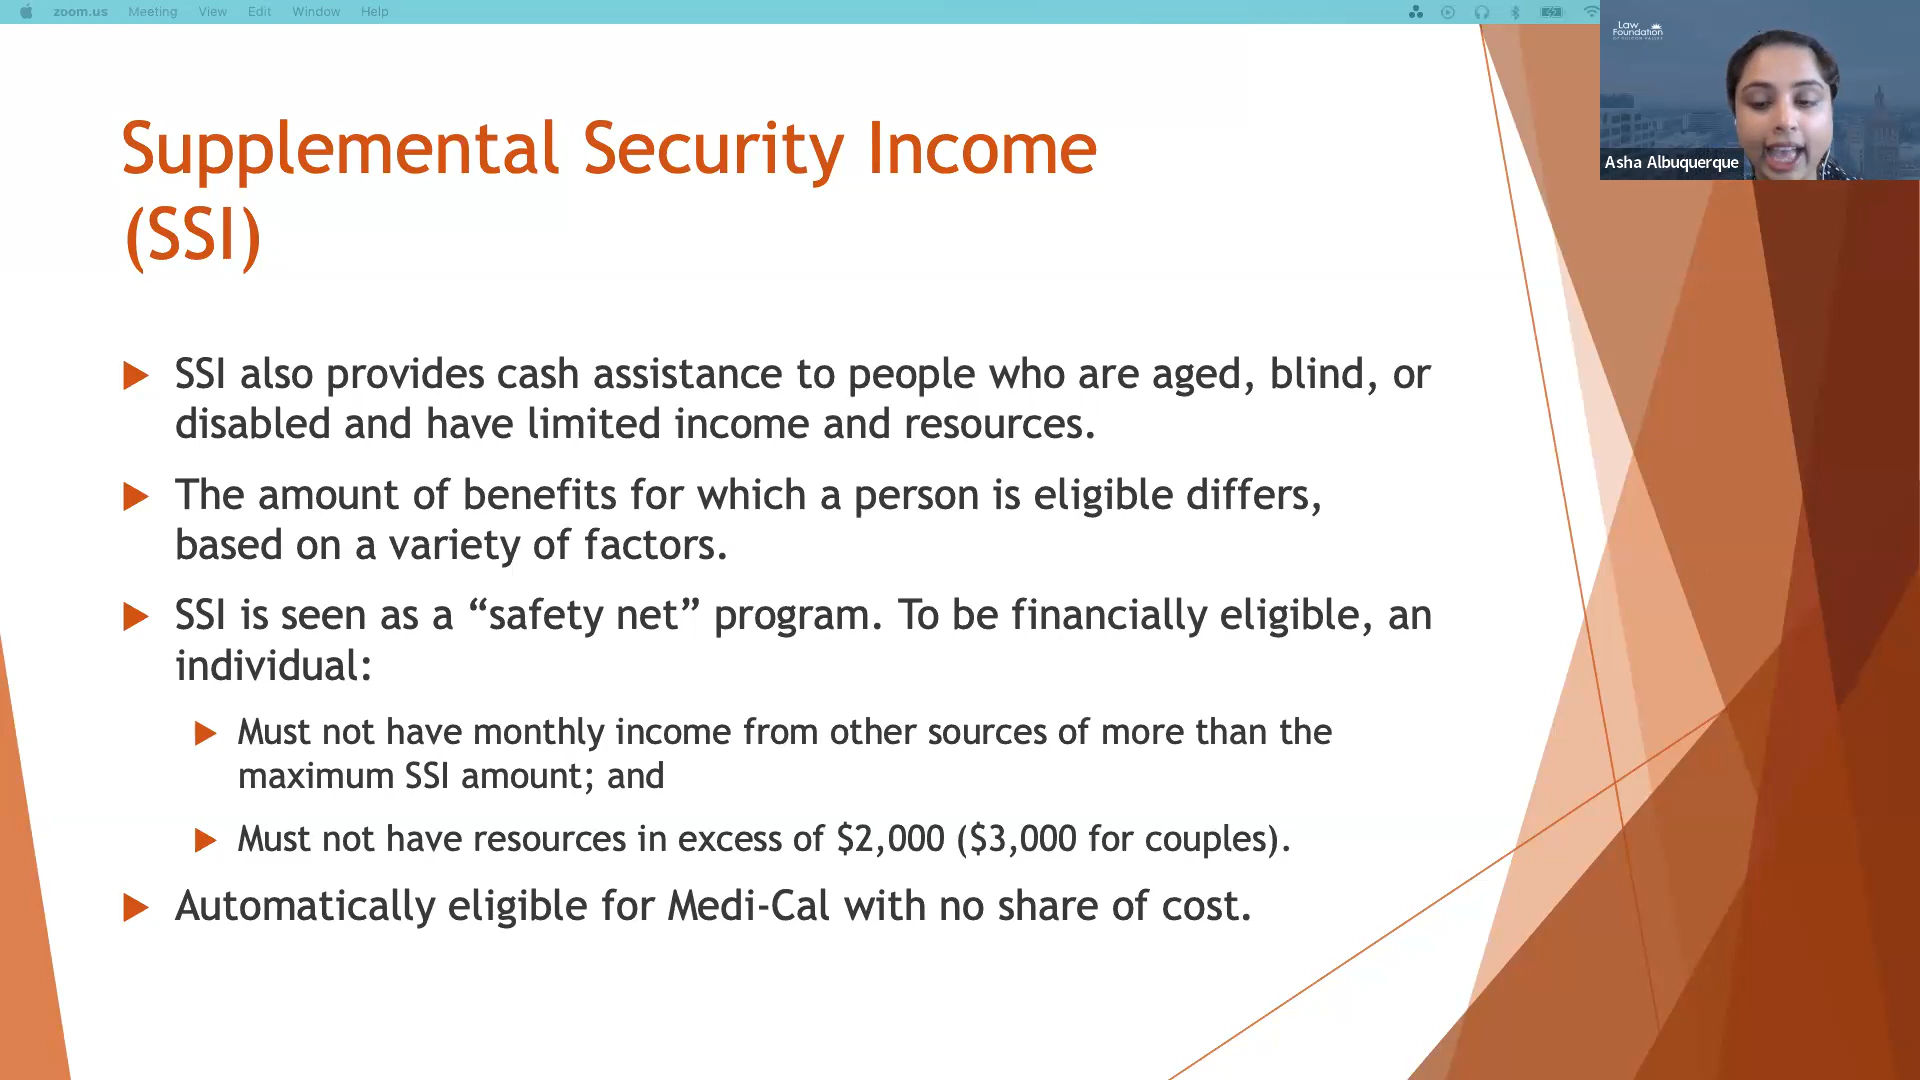 zoom.us Meeting View Edit Window Help
Law
Foundation
OF SILICON VALLEY
Asha Albuquerque
Supplemental Security Income
(SSI)
SSI also provides cash assistance to people who are aged, blind, or
disabled and have limited income and resources.
The amount of benefits for which a person is eligible differs,
based on a variety of factors.
SSI is seen as a “safety net” program. To be financially eligible, an
individual:
Must not have monthly income from other sources of more than the
maximum SSI amount; and
Must not have resources in excess of $2,000 ($3,000 for couples).
Automatically eligible for Medi-Cal with no share of cost.